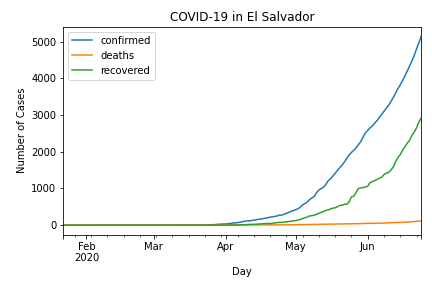 COVID-19 in El Salvador
confirmed
deaths
recovered
5000
4000
3000
2000
1000
0
Number of Cases
Feb
2020
Mar
Apr
May
Jun
Day